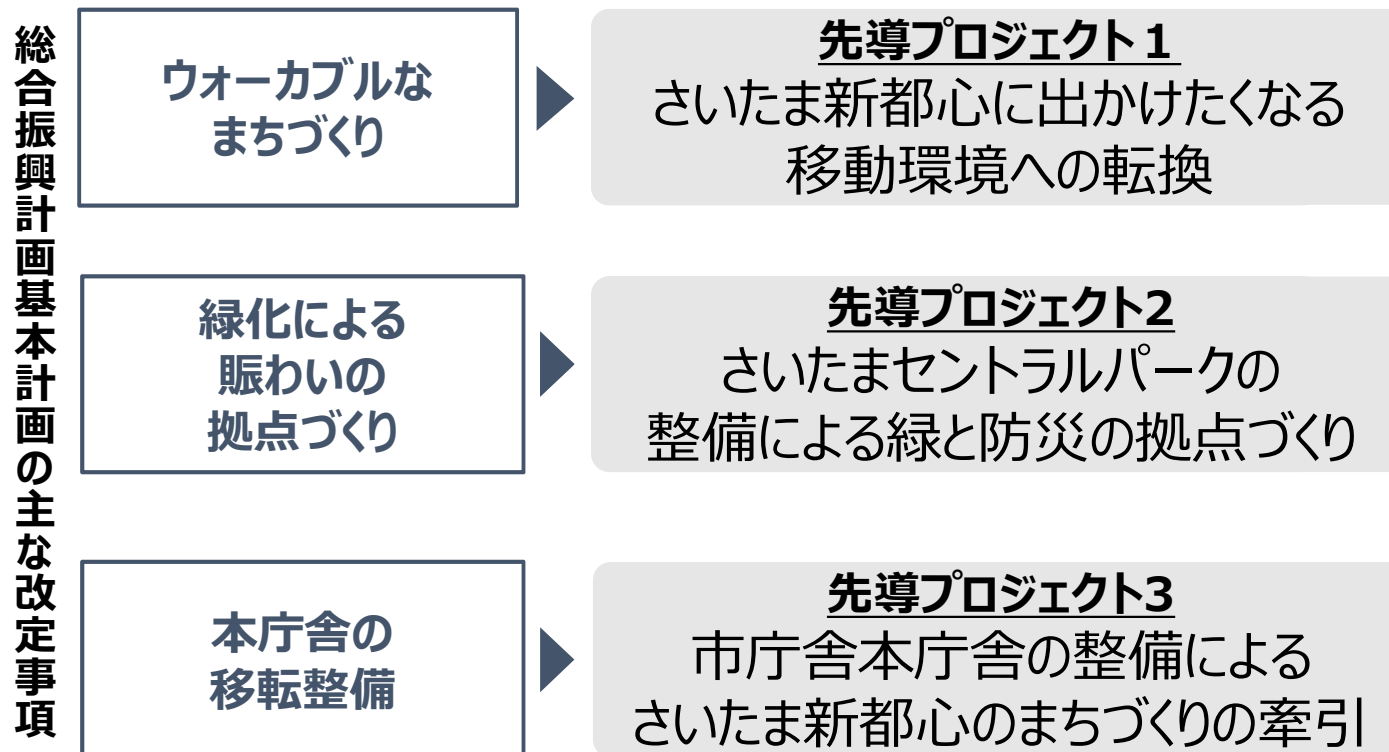 総合振興計画基本計画の主な改定事項
ウォーカブルな
まちづくり
先導プロジェクト1
さいたま新都心に出かけたくなる
移動環境への転換
緑化による
賑わいの
拠点づくり
先導プロジェクト2
さいたまセントラルパークの
整備による緑と防災の拠点づくり
本庁舎の
移転整備
先導プロジェクト3
市庁舎本庁舎の整備による
さいたま新都心のまちづくりの牽引